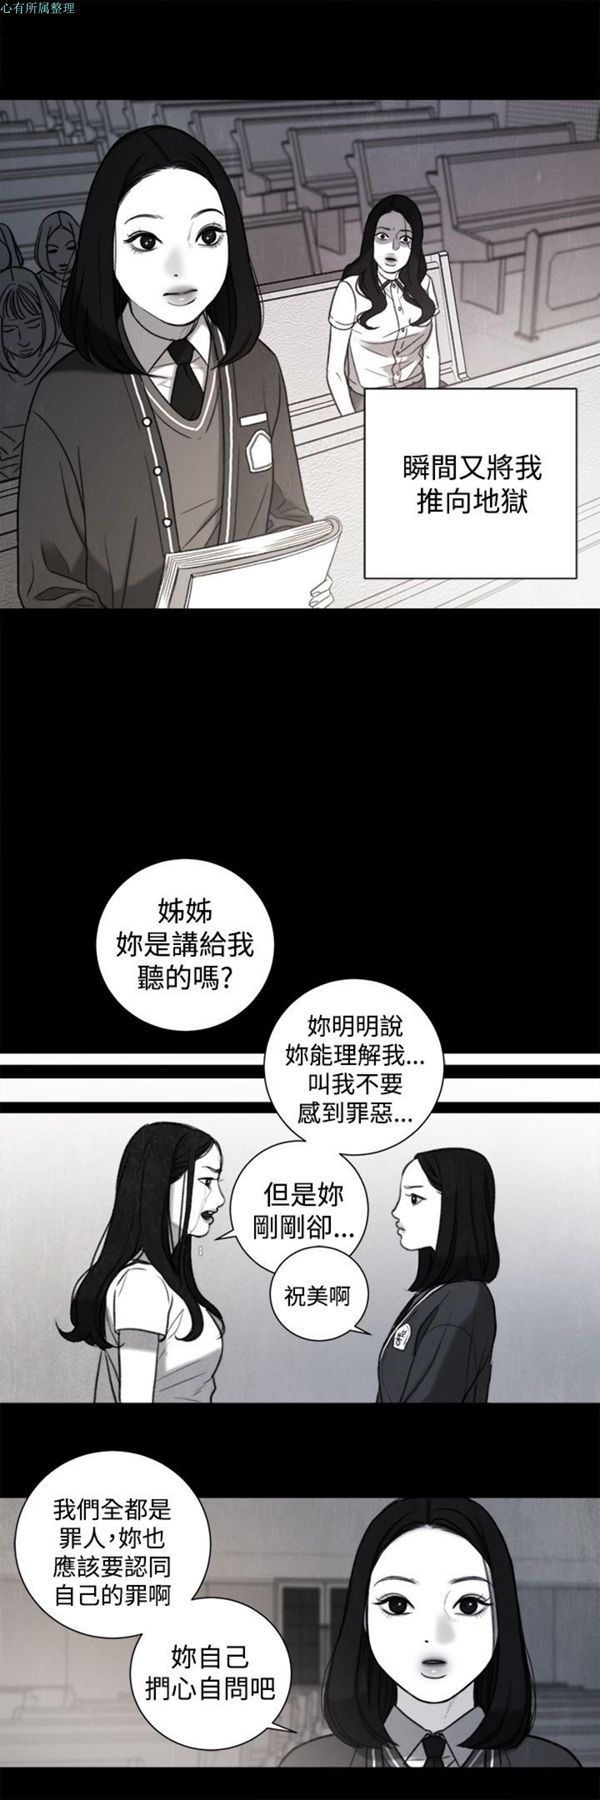 心有所属整理
瞬間又將我
推向地獄
姊姊
妳是講給我
聽的嗎?
妳明明說
妳能理解我...
叫我不要
感到罪惡...
但是妳
剛剛卻...
祝美啊
我們全都是
罪人，妳也
應該要認同
自己的罪啊
妳自己
捫心自問吧